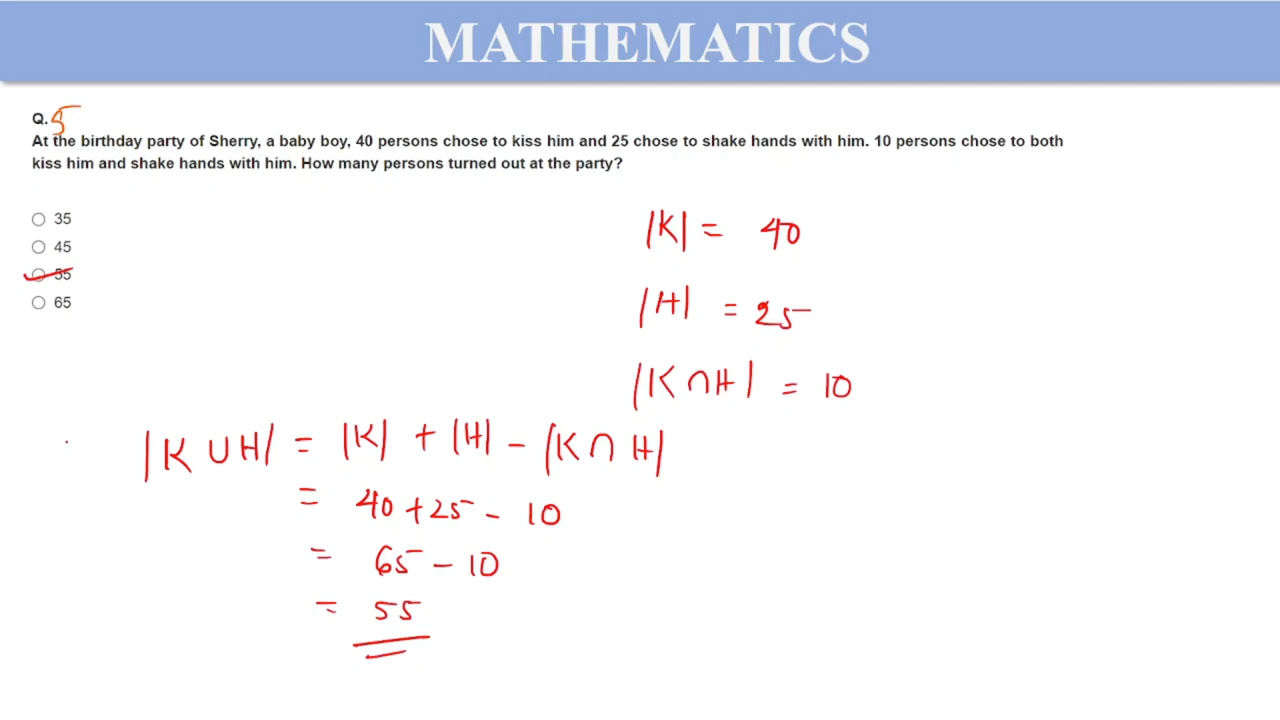 MATHEMATICS
Q. 5
At the birthday party of Sherry, a baby boy, 40 persons chose to kiss him and 25 chose to shake hands with him. 10 persons chose to both
kiss him and shake hands with him. How many persons turned out at the party?
35
45
55
65
|K| = 40
|H| = 25
|K ∩ H| = 10
|K ∪ H| = |K| + |H| - |K ∩ H|
= 40 + 25 - 10
= 65 - 10
= 55